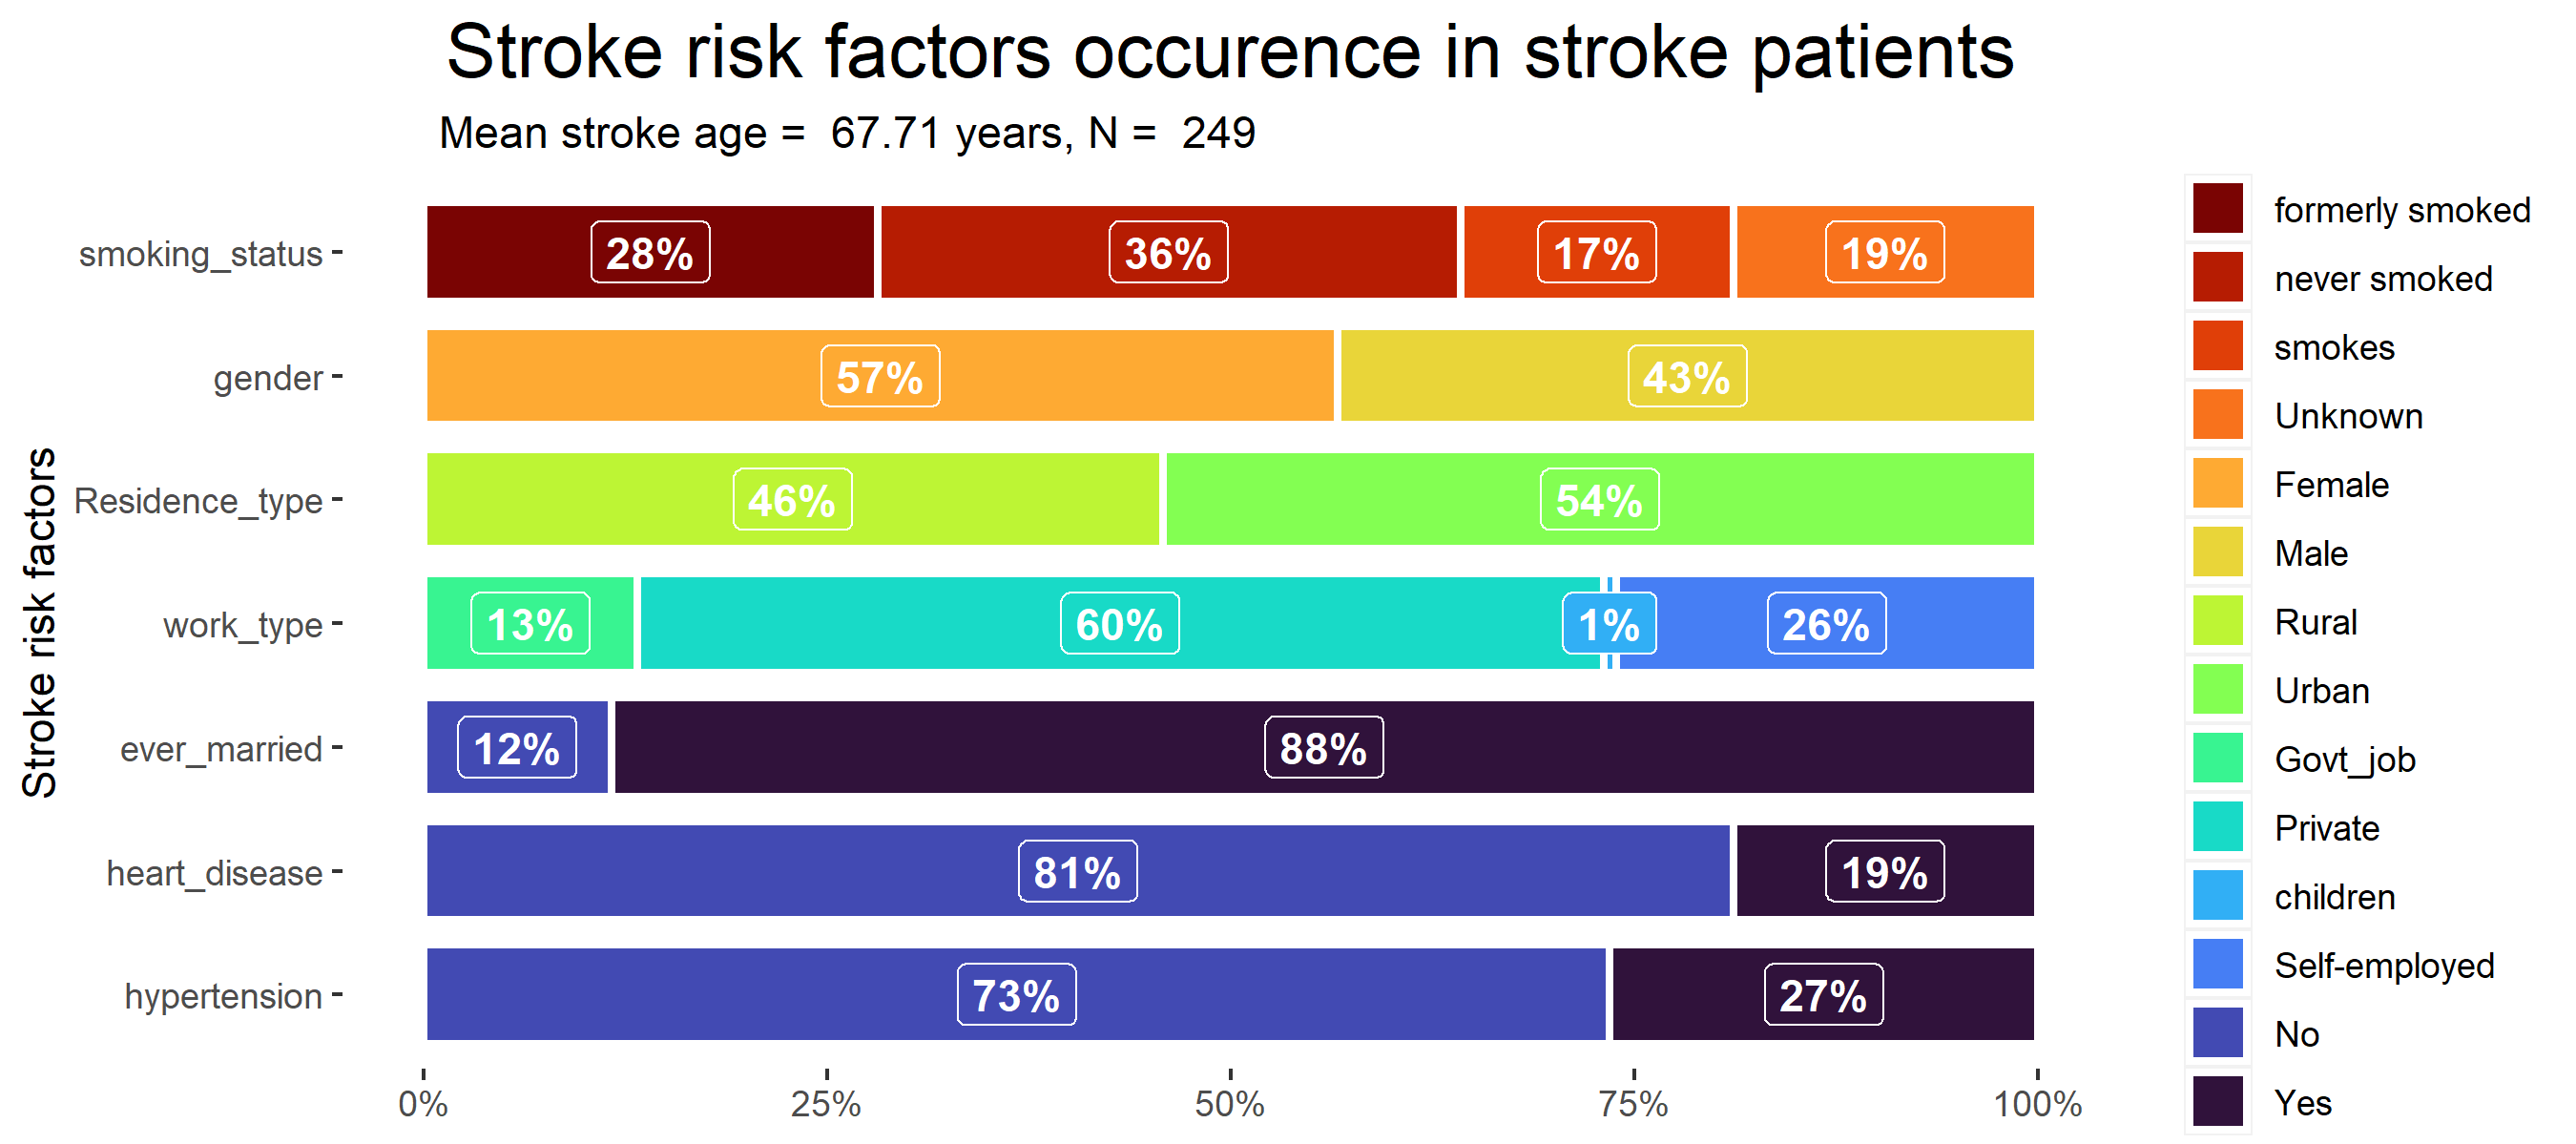 Stroke risk factors occurence in stroke patients
Mean stroke age =  67.71 years, N =  249
Stroke risk factors
smoking_status
28% 36% 17% 19%
gender
57% 43%
Residence_type
46% 54%
work_type
13% 60% 1% 26%
ever_married
12% 88%
heart_disease
81% 19%
hypertension
73% 27%
0% 25% 50% 75% 100%
formerly smoked
never smoked
smokes
Unknown
Female
Male
Rural
Urban
Govt_job
Private
children
Self-employed
No
Yes